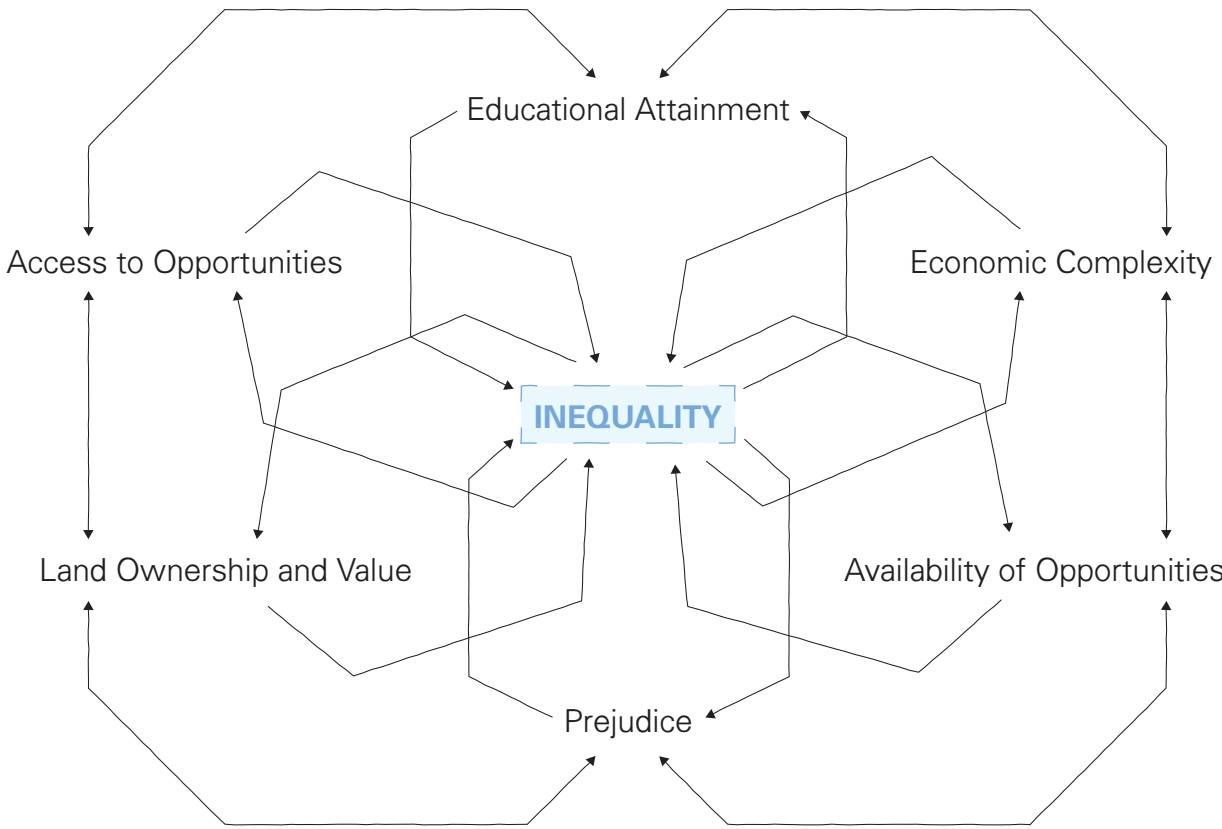 Educational Attainment
Access to Opportunities
Economic Complexity
INEQUALITY
Land Ownership and Value
Availability of Opportunities
Prejudice